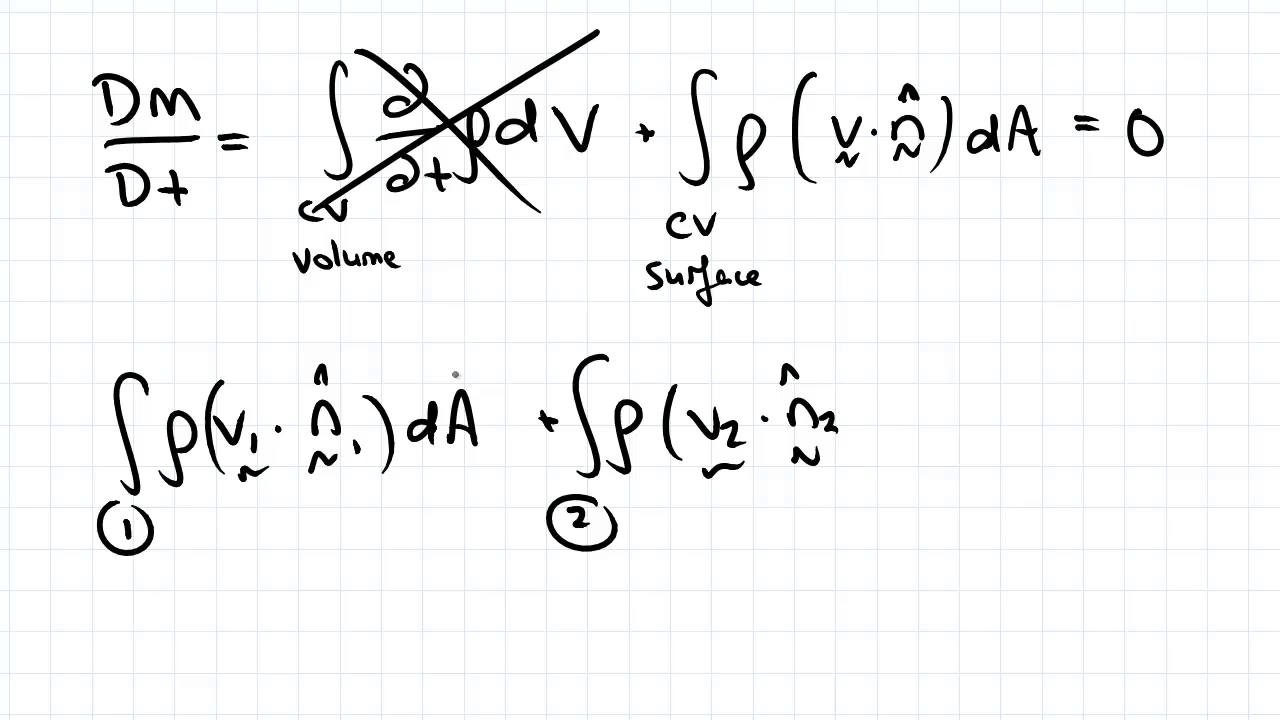 Dm/Dt = ∫ ∂/∂t ρ dV + ∫ ρ (v · n̂) dA = 0
CV CV
Volume Surface
∫ ρ(v₁ · n̂₁) dA + ∫ ρ (v₂ · n̂₂
① ②